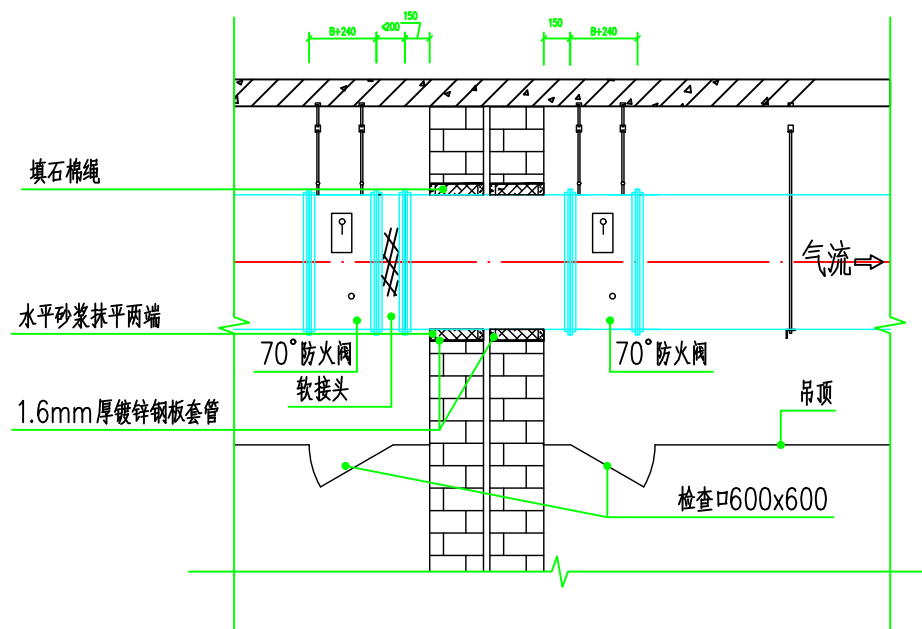 B+240
<200
150
150
B+240
填石棉绳
气流
水平砂浆抹平两端
70°防火阀
70°防火阀
软接头
吊顶
1.6mm厚镀锌钢板套管
检查口600x600